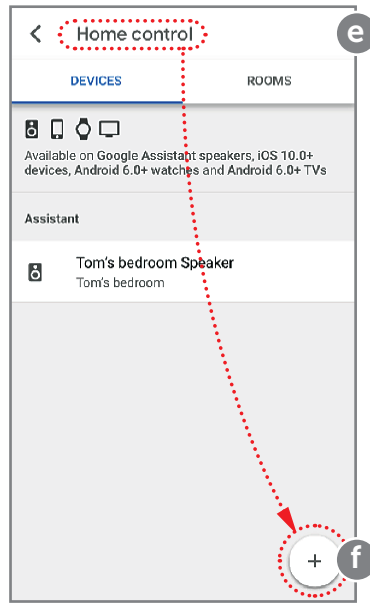 Home control
e
DEVICES ROOMS
Available on Google Assistant speakers, iOS 10.0+
devices, Android 6.0+ watches and Android 6.0+ TVs
Assistant
Tom's bedroom Speaker
Tom's bedroom
+ f